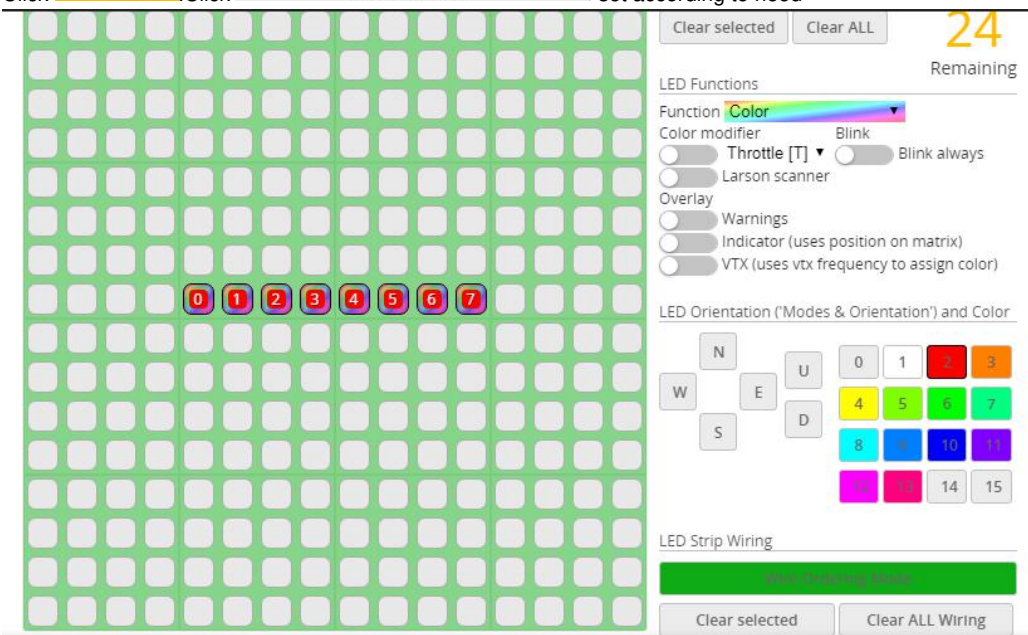 Clear selected Clear ALL 24
Remaining
LED Functions
Function Color
Color modifier Blink
Throttle [T] Blink always
Larson scanner
Overlay
Warnings
Indicator (uses position on matrix)
VTX (uses vtx frequency to assign color)
0 1 2 3 4 5 6 7
LED Orientation ('Modes & Orientation') and Color
N U 0 1 2 3
W E 4 5 6 7
S D 8 9 10 11
12 13 14 15
LED Strip Wiring
Wire Ordering Mode
Clear selected Clear ALL Wiring